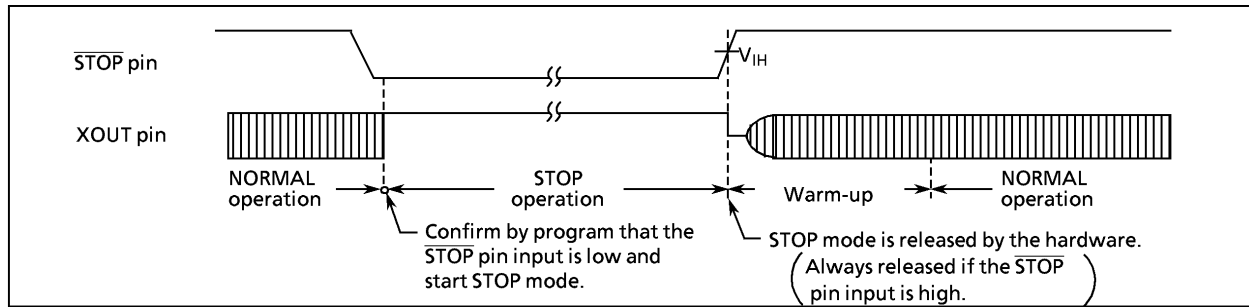 STOP pin
VIH
XOUT pin
NORMAL
operation
STOP
operation
Warm-up
NORMAL
operation
Confirm by program that the
STOP pin input is low and
start STOP mode.
STOP mode is released by the hardware.
(Always released if the STOP
pin input is high.)